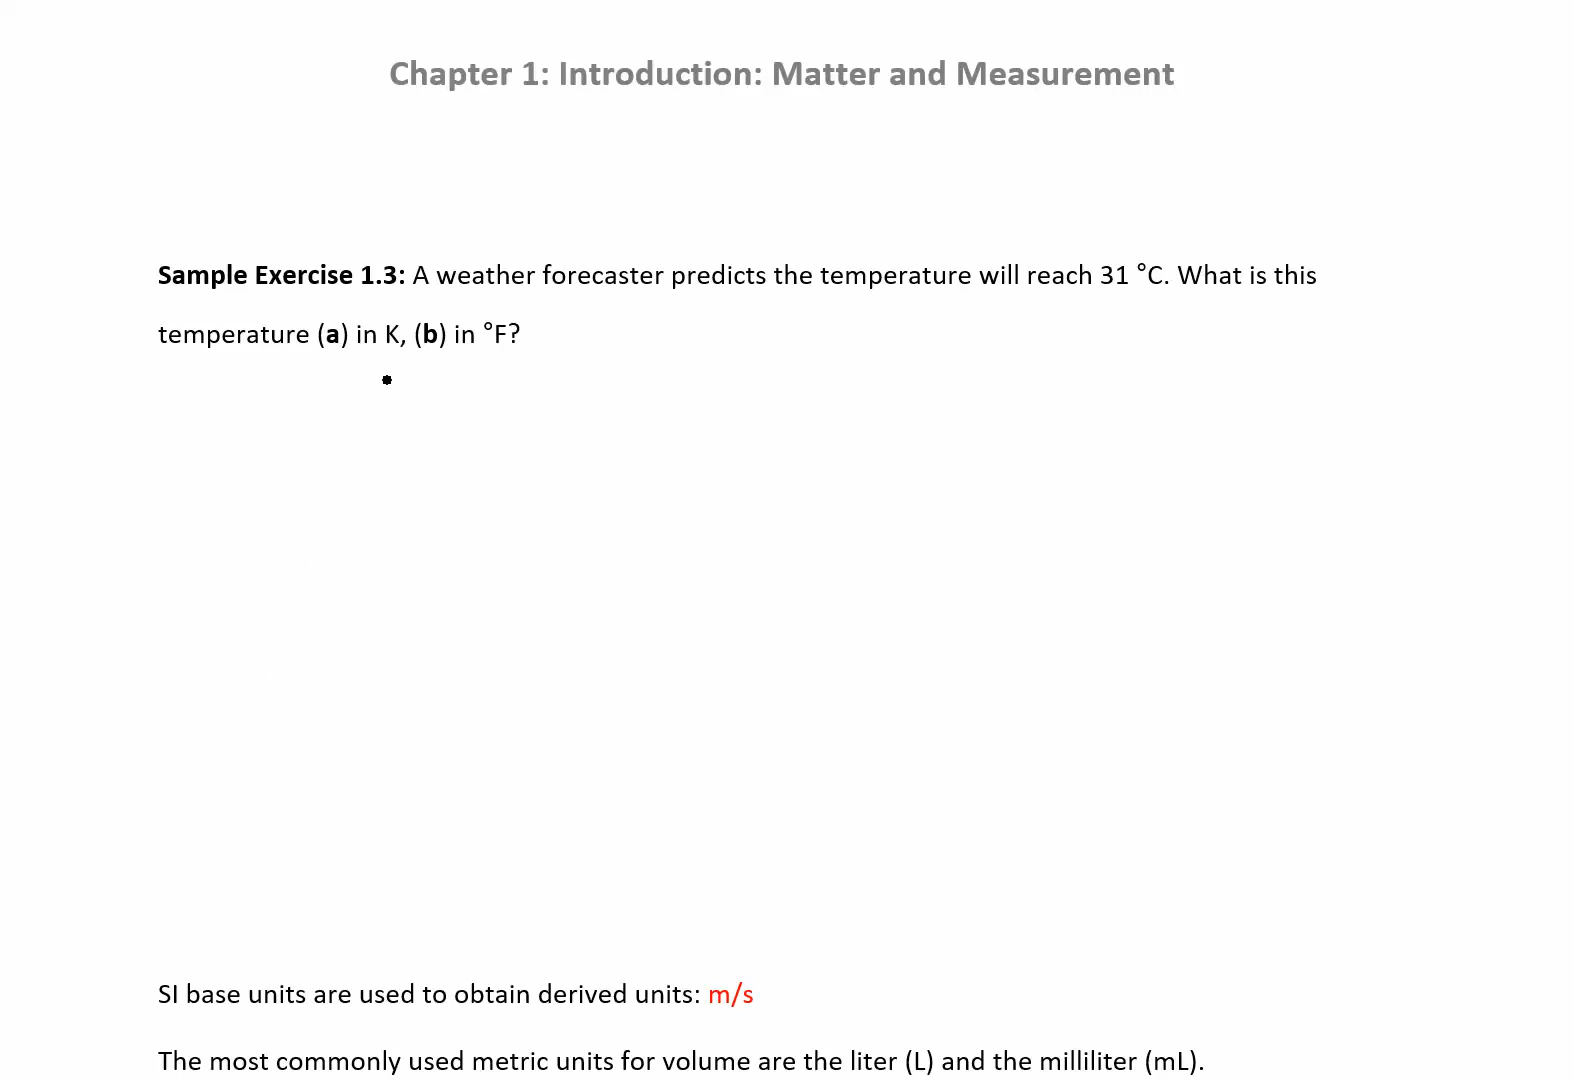 Chapter 1: Introduction: Matter and Measurement
Sample Exercise 1.3: A weather forecaster predicts the temperature will reach 31 °C. What is this
temperature (a) in K, (b) in °F?
SI base units are used to obtain derived units: m/s
The most commonly used metric units for volume are the liter (L) and the milliliter (mL).